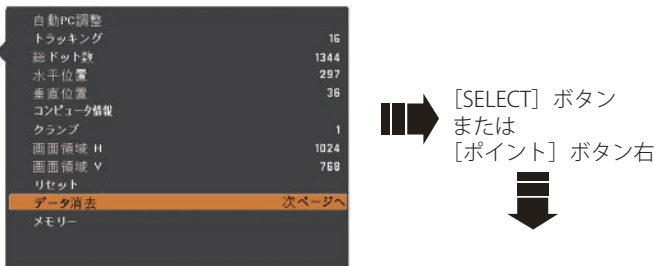 自動PC調整
トラッキング 16
総ドット数 1344
水平位置 297
垂直位置 36
コンピュータ情報
クランプ 1
画面領域 H 1024
画面領域 V 768
リセット
データ消去 次ページへ
メモリー
［SELECT］ボタン
または
［ポイント］ボタン右